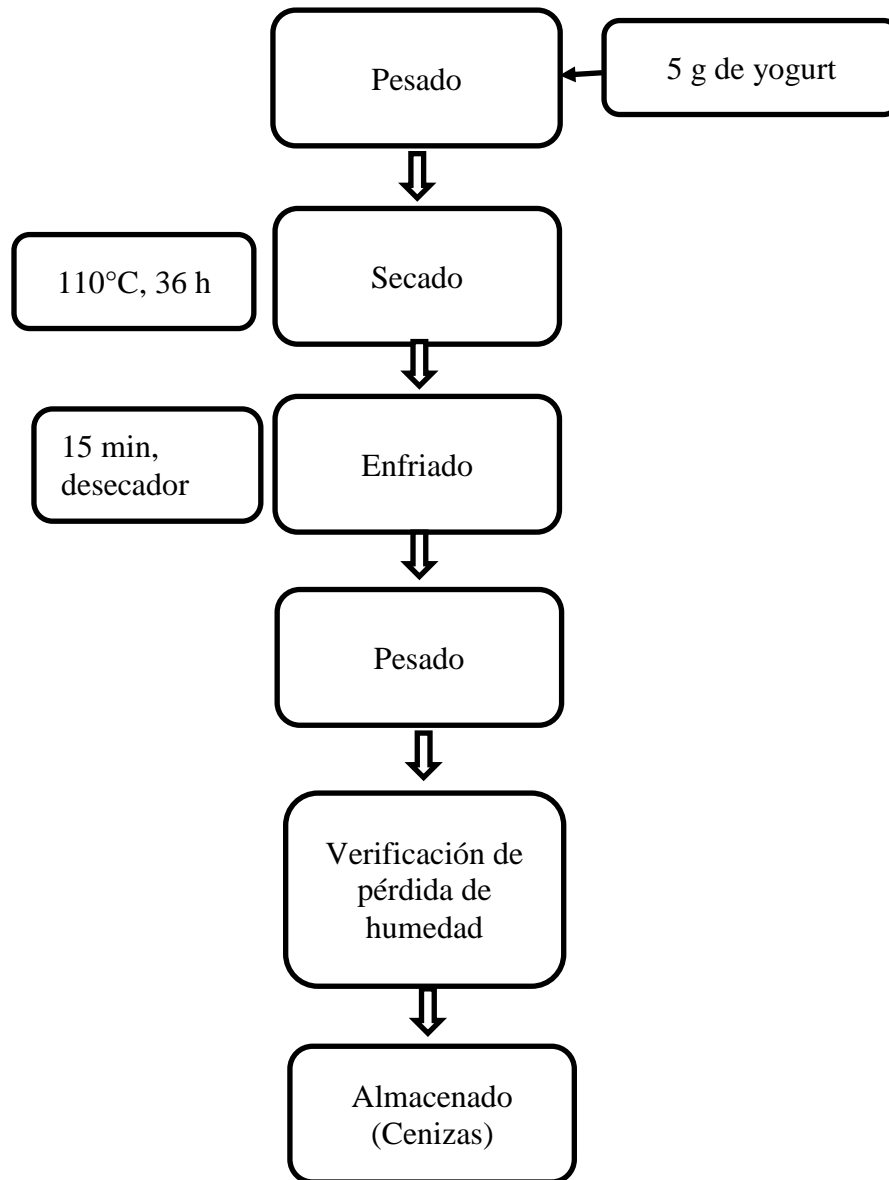 Pesado
5 g de yogurt
110°C, 36 h
Secado
15 min,
desecador
Enfriado
Pesado
Verificación de
pérdida de
humedad
Almacenado
(Cenizas)